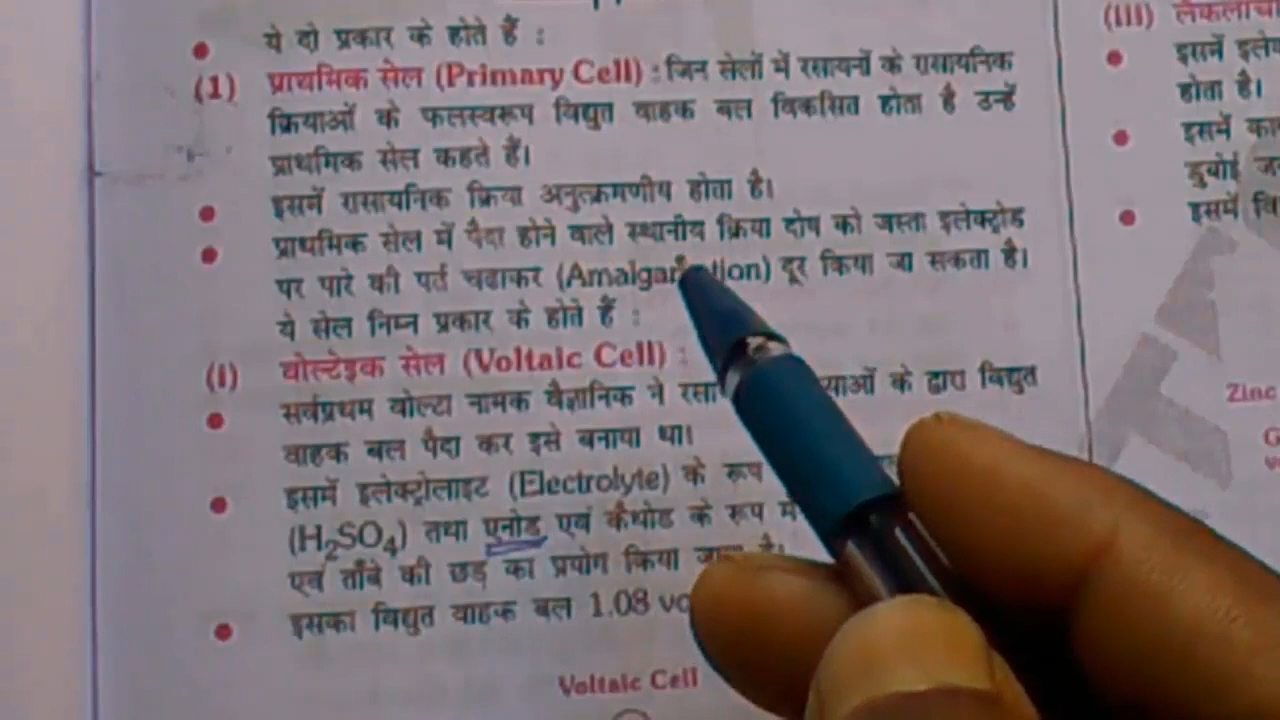 ये दो प्रकार के होते हैं :
(1) प्राथमिक सेल (Primary Cell) : जिन सेलों में रसायनों के रासायनिक
क्रियाओं के फलस्वरूप विद्युत वाहक बल विकसित होता है उन्हें
प्राथमिक सेल कहते हैं।
इसमें रासायनिक क्रिया अनुत्क्रमणीय होता है।
प्राथमिक सेल में पैदा होने वाले स्थानीय क्रिया दोष को जस्ता इलेक्ट्रोड
पर पारे की पर्त चढाकर (Amalgamation) दूर किया जा सकता है।
ये सेल निम्न प्रकार के होते हैं :
(I) वोल्टेइक सेल (Voltaic Cell) :
सर्वप्रथम वोल्टा नामक वैज्ञानिक ने के द्वारा विद्युत
वाहक बल पैदा कर इसे बनाया था।
इसमें इलेक्ट्रोलाइट (Electrolyte) के रूप
(H₂SO₄) तथा एनोड एवं कैथोड के रूप में
एवं ताँबे की छड़ का प्रयोग किया जाता है।
इसका विद्युत वाहक बल 1.08
Voltaic Cell
(III)
इसमें
होता है।
इसमें
डुबोई
इसमें
Zinc